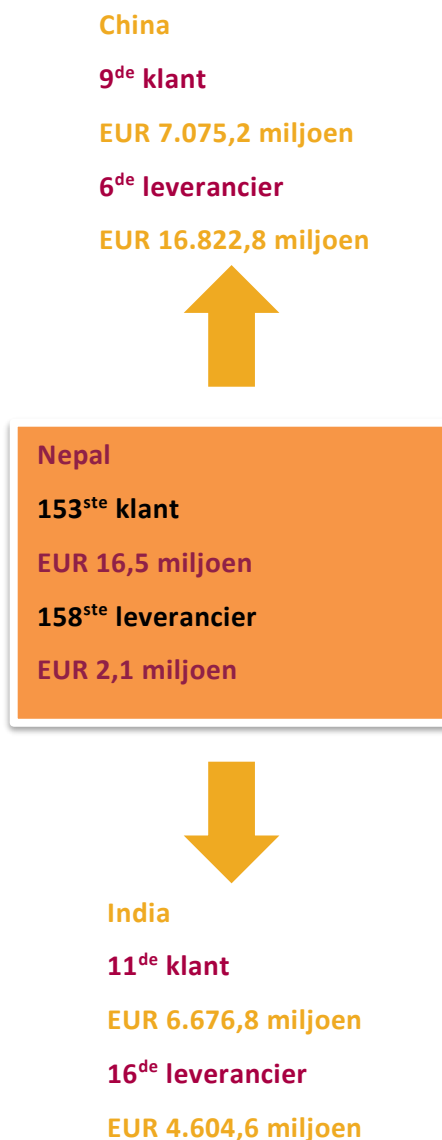 China
9de klant
EUR 7.075,2 miljoen
6de leverancier
EUR 16.822,8 miljoen
Nepal
153ste klant
EUR 16,5 miljoen
158ste leverancier
EUR 2,1 miljoen
India
11de klant
EUR 6.676,8 miljoen
16de leverancier
EUR 4.604,6 miljoen